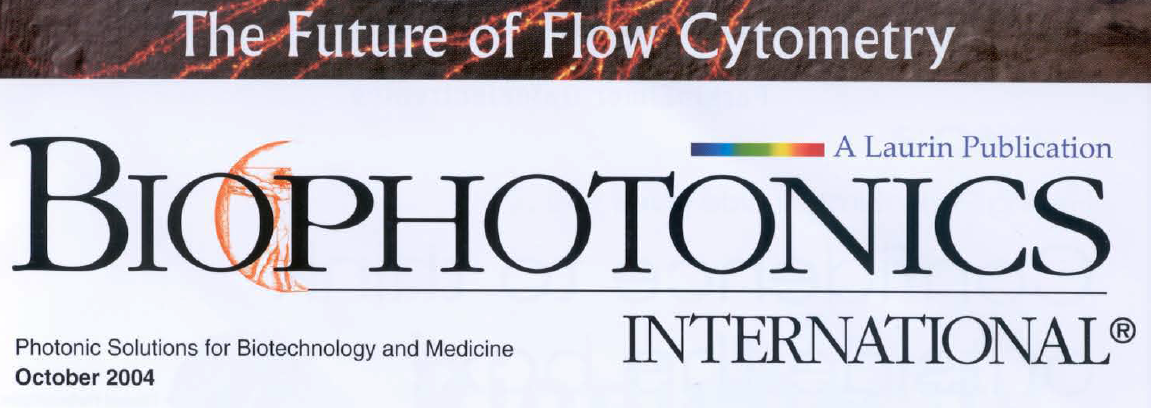 The Future of Flow Cytometry
A Laurin Publication
BIOPHOTONICS
INTERNATIONAL®
Photonic Solutions for Biotechnology and Medicine
October 2004